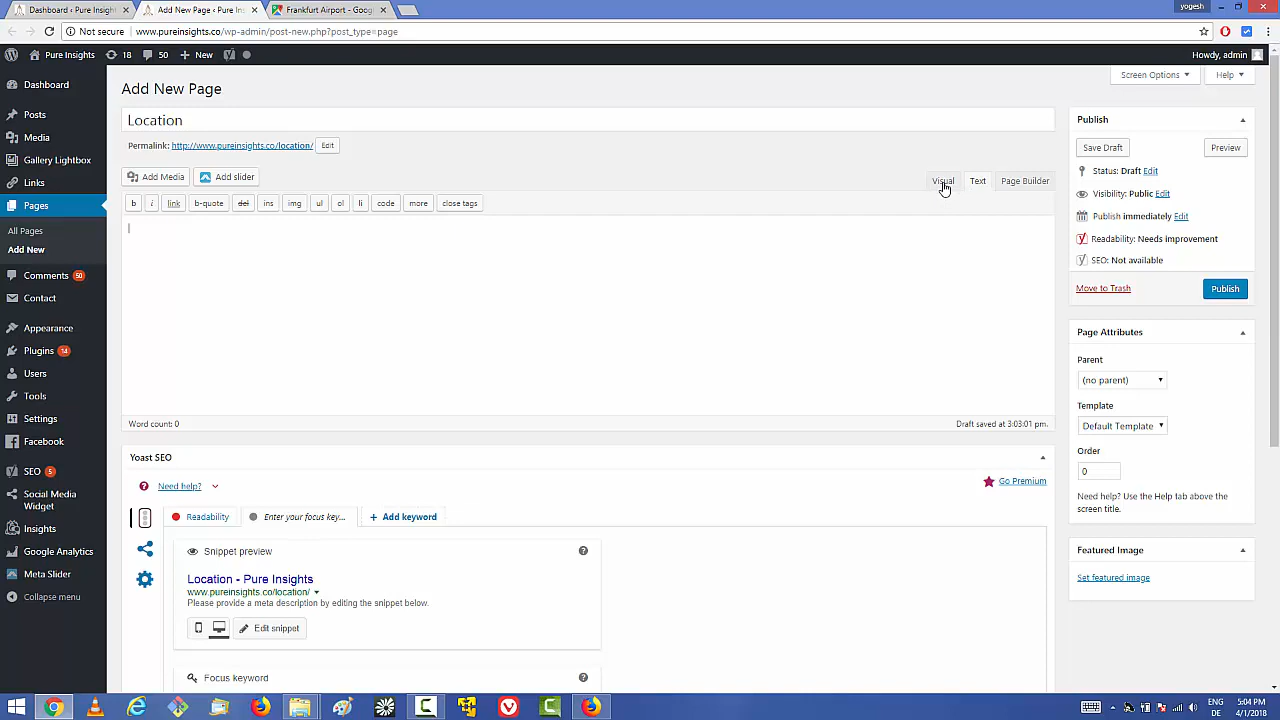 Dashboard ‹ Pure Insigh
Add New Page ‹ Pure Ins
Frankfurt Airport - Goog
yogesh
Not secure
www.pureinsights.co/wp-admin/post-new.php?post_type=page
Pure Insights
18
50
New
Howdy, admin
Dashboard
Posts
Media
Gallery Lightbox
Links
Pages
All Pages
Add New
Comments 50
Contact
Appearance
Plugins 14
Users
Tools
Settings
Facebook
SEO 5
Social Media
Widget
Insights
Google Analytics
Meta Slider
Collapse menu
Screen Options
Help
Add New Page
Location
Permalink: http://www.pureinsights.co/location/ Edit
Add Media
Add slider
Visual
Text
Page Builder
b
i
link
b-quote
del
ins
img
ul
ol
li
code
more
close tags
Word count: 0
Draft saved at 3:03:01 pm.
Yoast SEO
Need help?
Go Premium
Readability
Enter your focus key...
+ Add keyword
Snippet preview
Location - Pure Insights
www.pureinsights.co/location/
Please provide a meta description by editing the snippet below.
Edit snippet
Focus keyword
Publish
Save Draft
Preview
Status: Draft Edit
Visibility: Public Edit
Publish immediately Edit
Readability: Needs improvement
SEO: Not available
Move to Trash
Publish
Page Attributes
Parent
(no parent)
Template
Default Template
Order
0
Need help? Use the Help tab above the
screen title.
Featured Image
Set featured image
ENG
DE
5:04 PM
4/1/2018